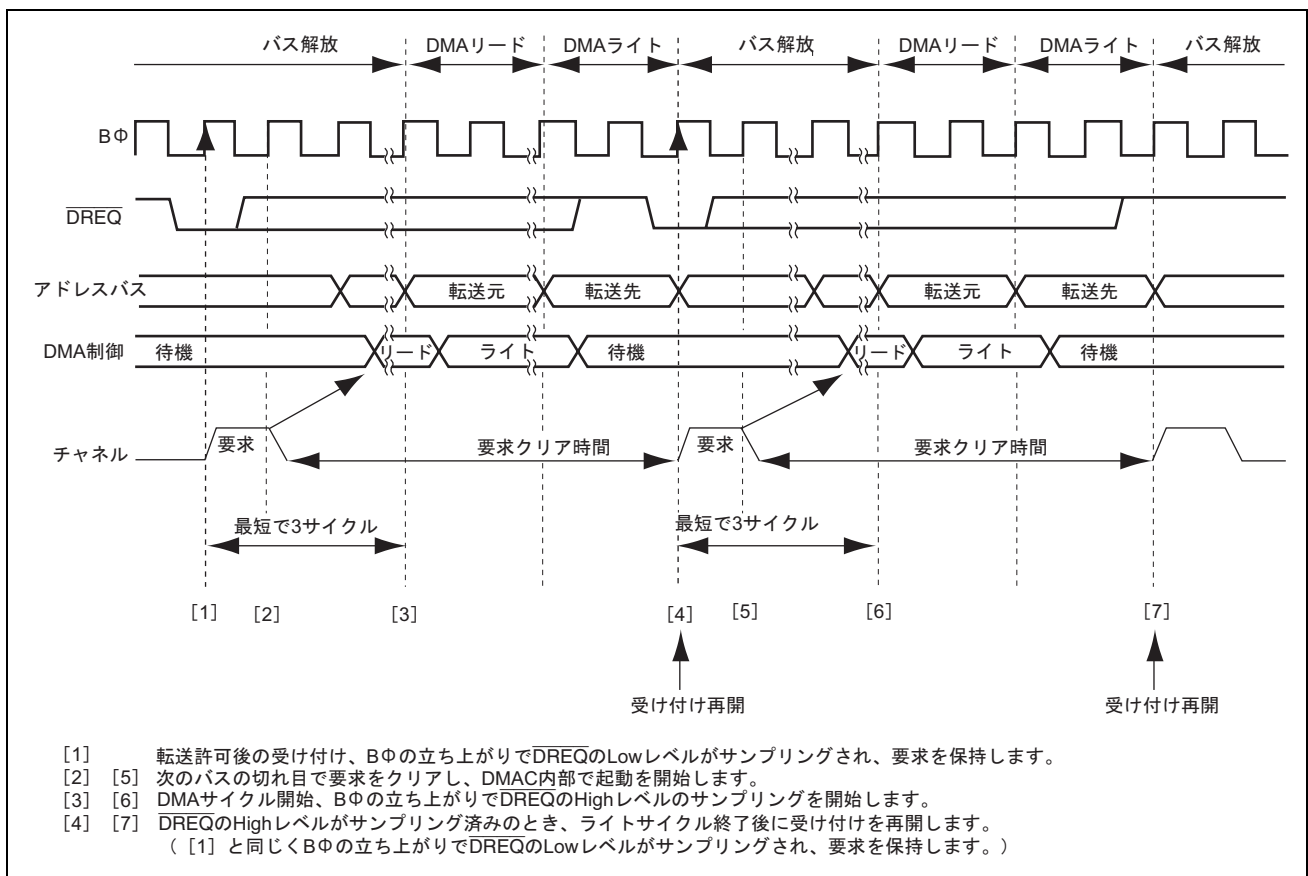 バス解放 DMAリード DMAライト バス解放 DMAリード DMAライト バス解放
BΦ
DREQ
アドレスバス 転送元 転送先 転送元 転送先
DMA制御 待機 リード ライト 待機 リード ライト 待機
チャネル 要求 要求クリア時間 要求 要求クリア時間
最短で3サイクル 最短で3サイクル
[1] [2] [3] [4] [5] [6] [7]
受け付け再開 受け付け再開
[1] 転送許可後の受け付け、BΦの立ち上がりでDREQのLowレベルがサンプリングされ、要求を保持します。
[2] [5] 次のバスの切れ目で要求をクリアし、DMAC内部で起動を開始します。
[3] [6] DMAサイクル開始、BΦの立ち上がりでDREQのHighレベルのサンプリングを開始します。
[4] [7] DREQのHighレベルがサンプリング済みのとき、ライトサイクル終了後に受け付けを再開します。
([1]と同じくBΦの立ち上がりでDREQのLowレベルがサンプリングされ、要求を保持します。)